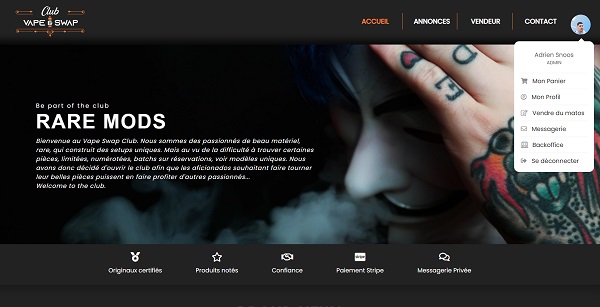 Club
VAPE SWAP
ACCUEIL
ANNONCES
VENDEUR
CONTACT
Adrien Snoos
ADMIN
Mon Panier
Mon Profil
Vendre du matos
Messagerie
Backoffice
Se déconnecter
Be part of the club
RARE MODS
Bienvenue au Vape Swap Club. Nous sommes des passionnés de beau matériel,
rare, qui construit des setups uniques. Mais au vu de la difficulté à trouver certaines
pièces, limitées, numérotées, batchs sur réservations, voir modèles uniques. Nous
avons donc décidé d'ouvrir le club afin que les aficionados souhaitant faire tourner
leur belles pièces puissent en faire profiter d'autres passionnés...
Welcome to the club.
Originaux certifiés
Produits notés
Confiance
stripe
Paiement Stripe
Messagerie Privée